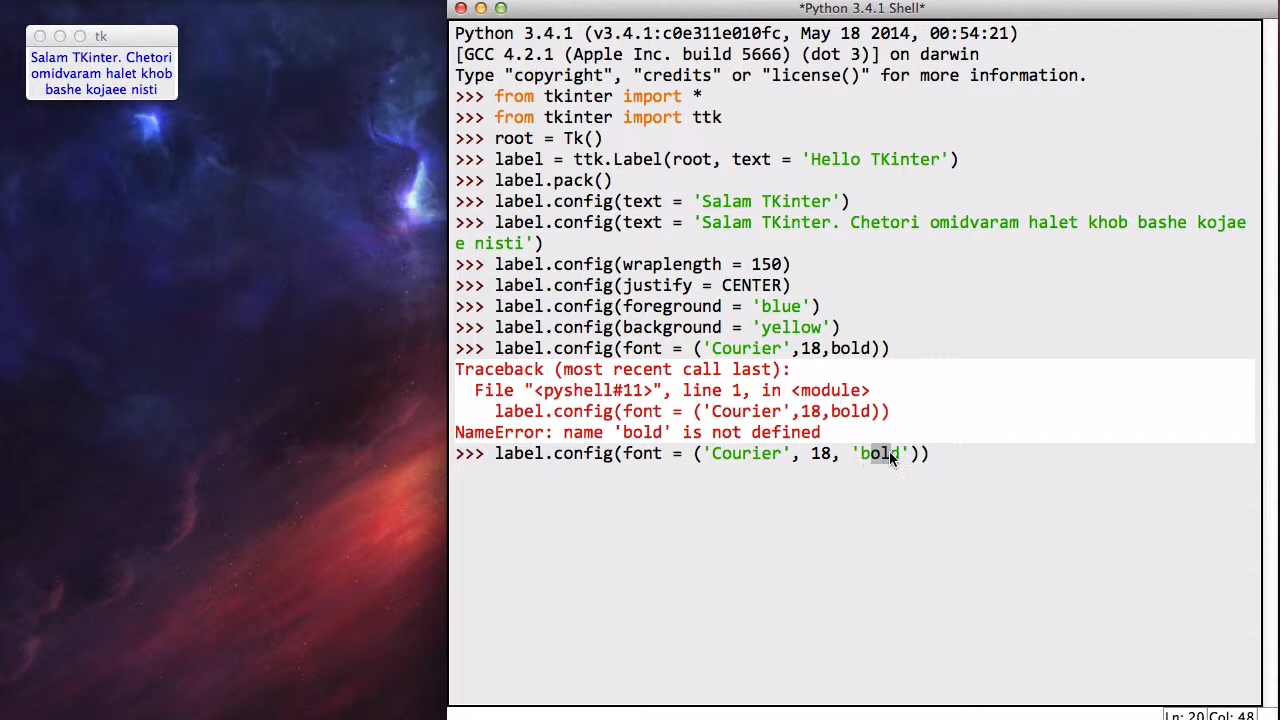 tk
Salam TKinter. Chetori
omidvaram halet khob
bashe kojaee nisti
*Python 3.4.1 Shell*
Python 3.4.1 (v3.4.1:c0e311e010fc, May 18 2014, 00:54:21)
[GCC 4.2.1 (Apple Inc. build 5666) (dot 3)] on darwin
Type "copyright", "credits" or "license()" for more information.
>>> from tkinter import *
>>> from tkinter import ttk
>>> root = Tk()
>>> label = ttk.Label(root, text = 'Hello TKinter')
>>> label.pack()
>>> label.config(text = 'Salam TKinter')
>>> label.config(text = 'Salam TKinter. Chetori omidvaram halet khob bashe kojae
e nisti')
>>> label.config(wraplength = 150)
>>> label.config(justify = CENTER)
>>> label.config(foreground = 'blue')
>>> label.config(background = 'yellow')
>>> label.config(font = ('Courier',18,bold))
Traceback (most recent call last):
  File "<pyshell#11>", line 1, in <module>
    label.config(font = ('Courier',18,bold))
NameError: name 'bold' is not defined
>>> label.config(font = ('Courier', 18, 'bold'))
Ln: 20 Col: 48